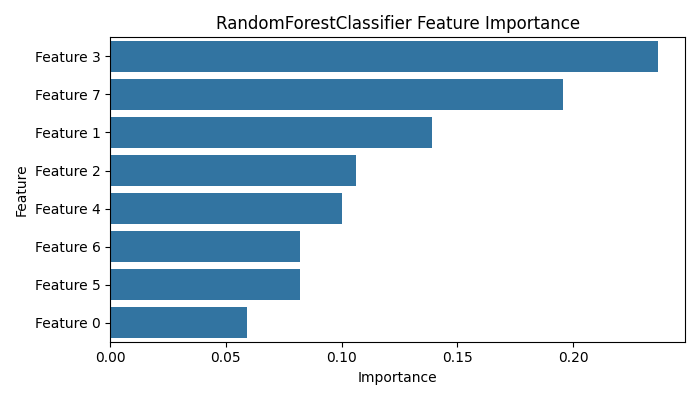 RandomForestClassifier Feature Importance
Feature 3
Feature 7
Feature 1
Feature 2
Feature 4
Feature 6
Feature 5
Feature 0
Feature
0.00 0.05 0.10 0.15 0.20
Importance